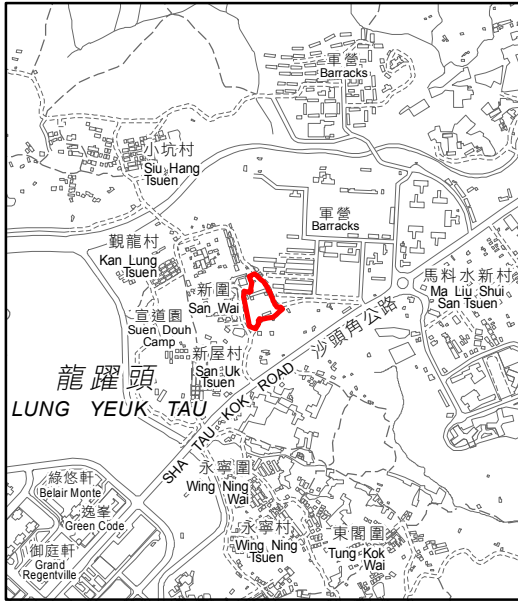 軍營
Barracks
小坑村
Siu Hang
Tsuen
軍營
Barracks
覲龍村
Kan Lung
Tsuen
馬料水新村
Ma Liu Shui
San Tsuen
新圍
San Wai
宣道園
Suen Douh
Camp
沙頭角公路
SHA TAU KOK ROAD
新屋村
San Uk
Tsuen
龍躍頭
LUNG YEUK TAU
永寧圍
Wing Ning
Wai
綠悠軒
Belair Monte
逸峯
Green Code
永寧村
Wing Ning
Tsuen
東閣圍
Tung Kok
Wai
御庭軒
Grand
Regentville